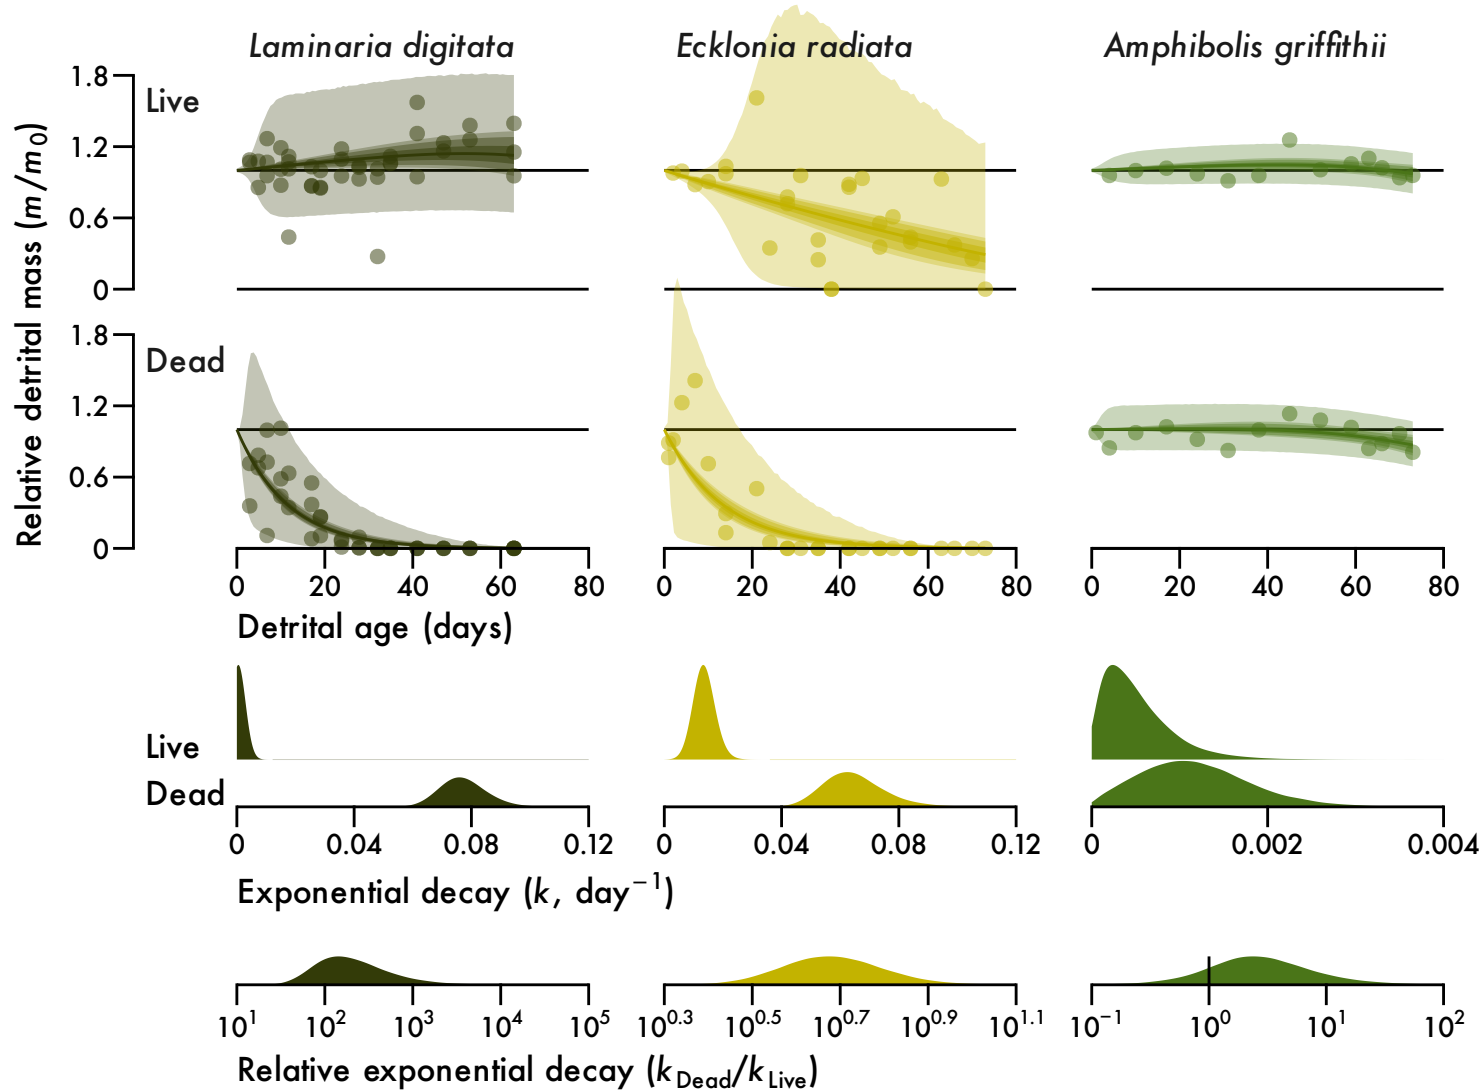 Laminaria digitata
Ecklonia radiata
Amphibolis griffithii
Relative detrital mass (m/m₀)
1.8
1.2
0.6
0
Live
1.8
1.2
0.6
0
Dead
0 20 40 60 80
0 20 40 60 80
0 20 40 60 80
Detrital age (days)
Live
Dead
0 0.04 0.08 0.12
0 0.04 0.08 0.12
0 0.002 0.004
Exponential decay (k, day⁻¹)
10¹ 10² 10³ 10⁴ 10⁵
10^0.3 10^0.5 10^0.7 10^0.9 10^1.1
10⁻¹ 10⁰ 10¹ 10²
Relative exponential decay (k_Dead/k_Live)